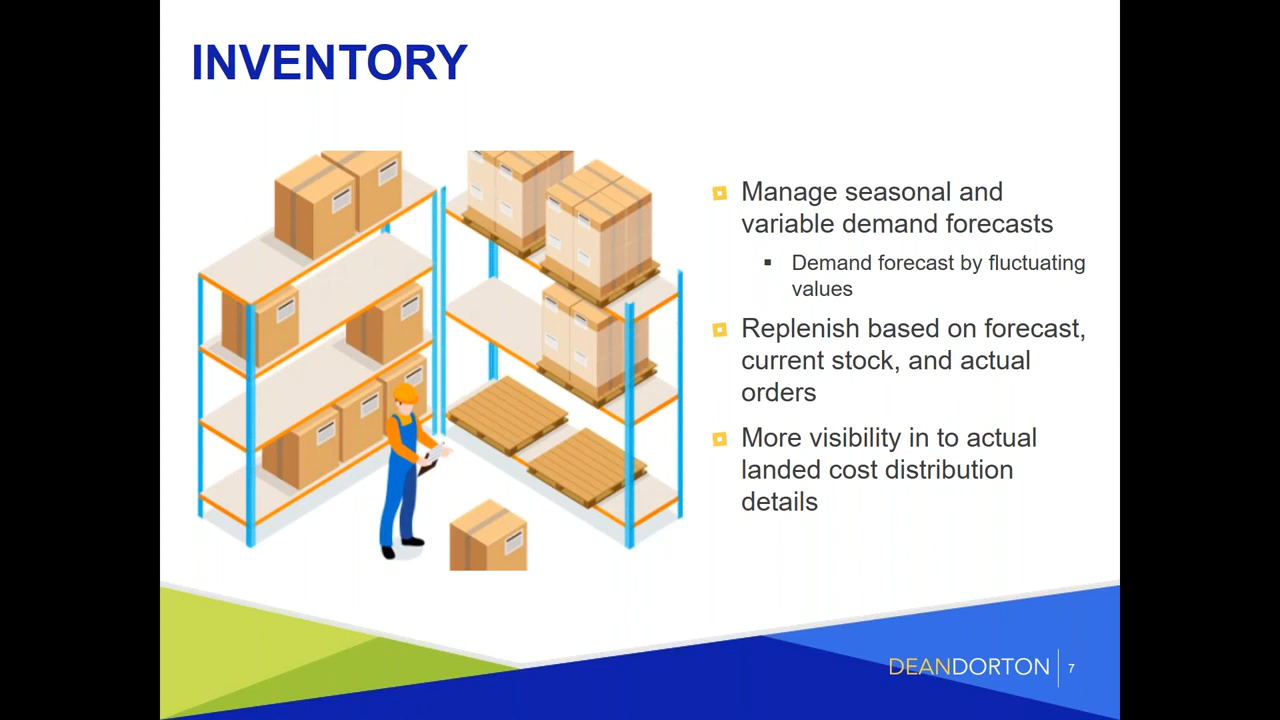 INVENTORY
Manage seasonal and
variable demand forecasts
Demand forecast by fluctuating
values
Replenish based on forecast,
current stock, and actual
orders
More visibility in to actual
landed cost distribution
details
DEANDORTON
7